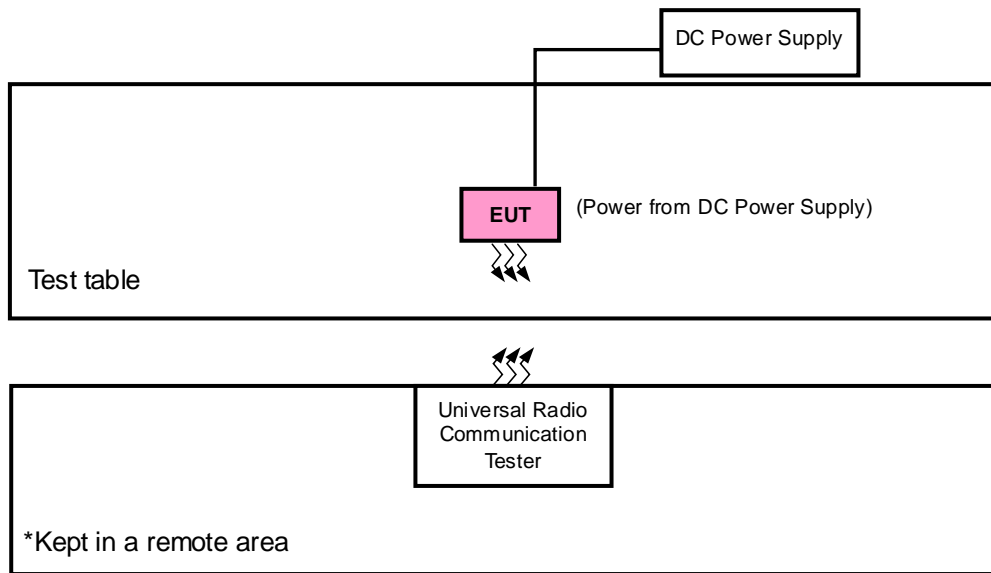 DC Power Supply
EUT
(Power from DC Power Supply)
Test table
Universal Radio
Communication
Tester
*Kept in a remote area